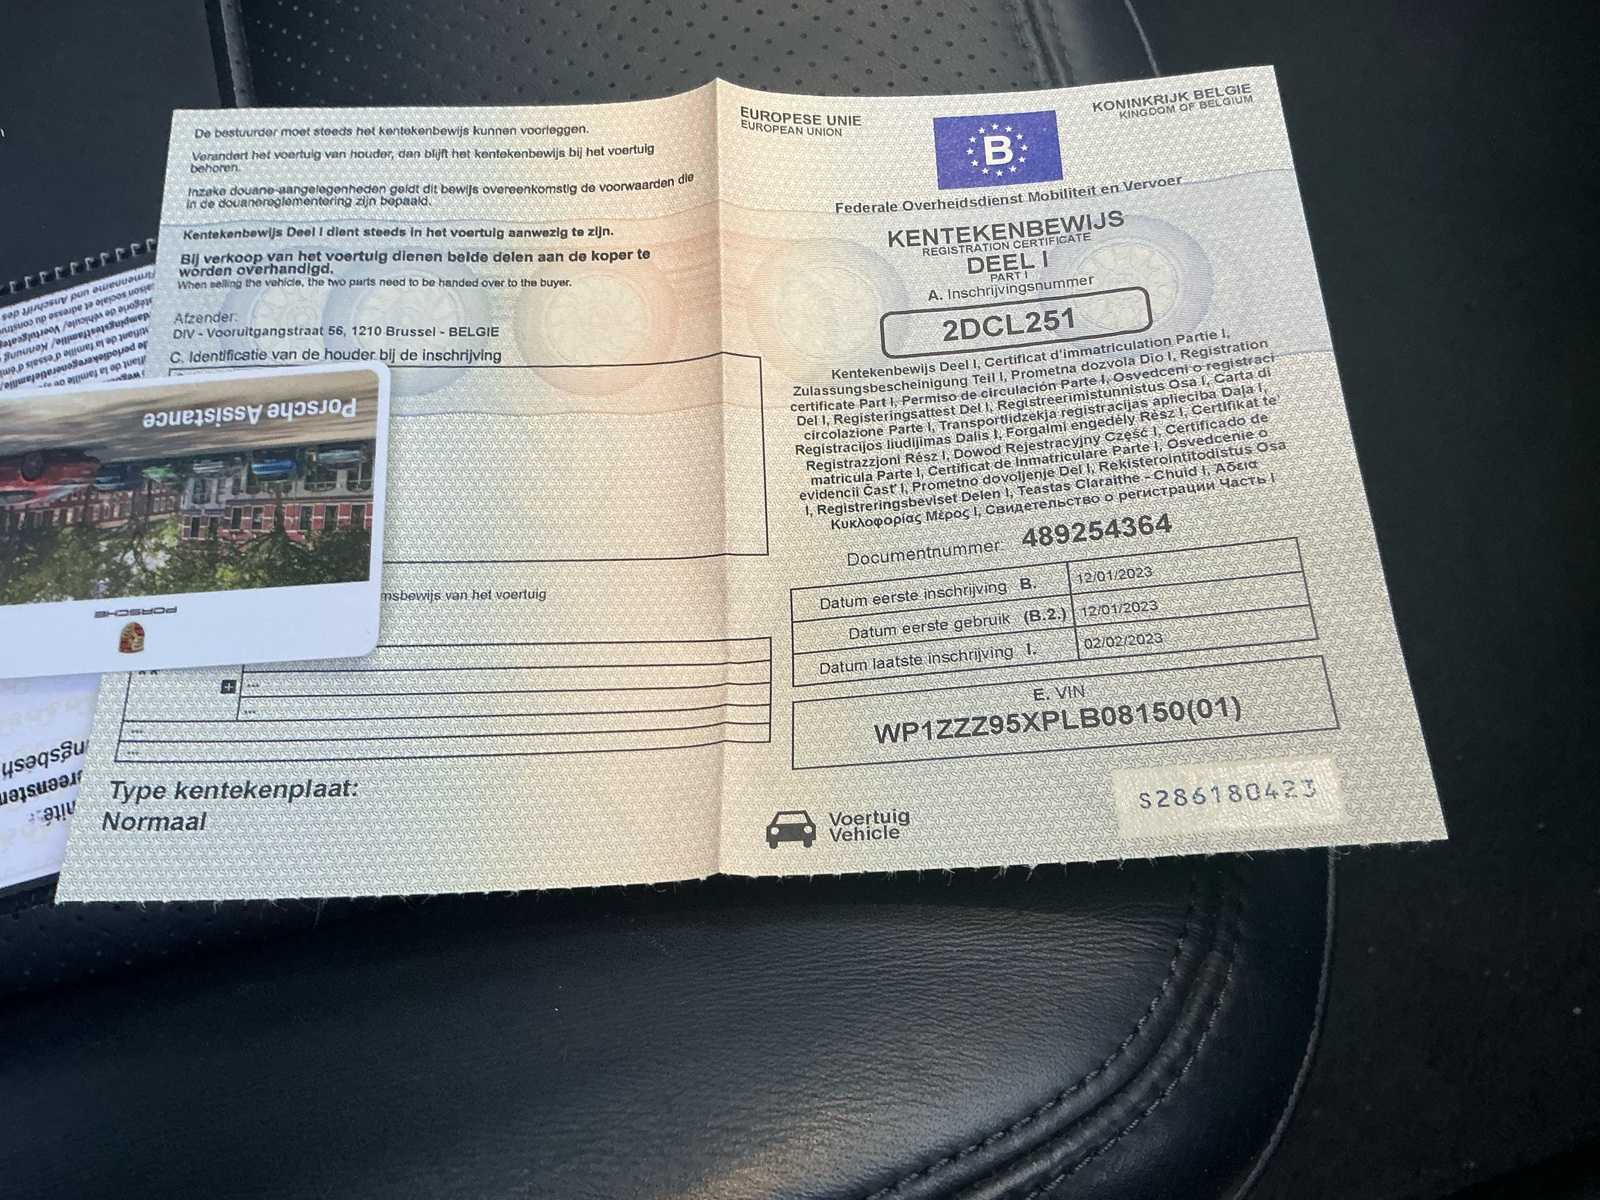 De bestuurder moet steeds het kentekenbewijs kunnen voorleggen.
Verandert het voertuig van houder, dan blijft het kentekenbewijs bij het voertuig
behoren.
Inzake douane-aangelegenheden geldt dit bewijs overeenkomstig de voorwaarden die
in de douanereglementering zijn bepaald.
Kentekenbewijs Deel I dient steeds in het voertuig aanwezig te zijn.
Bij verkoop van het voertuig dienen beide delen aan de koper te
worden overhandigd.
When selling the vehicle, the two parts need to be handed over to the buyer.
Afzender:
DIV - Vooruitgangstraat 56, 1210 Brussel - BELGIE
C. Identificatie van de houder bij de inschrijving
msbewijs van het voertuig
...
...
...
...
Type kentekenplaat:
Normaal
Porsche Assistance
PORSCHE
EUROPESE UNIE
EUROPEAN UNION
B
KONINKRIJK BELGIE
KINGDOM OF BELGIUM
Federale Overheidsdienst Mobiliteit en Vervoer
KENTEKENBEWIJS
REGISTRATION CERTIFICATE
DEEL I
PART I
A. Inschrijvingsnummer
2DCL251
Kentekenbewijs Deel I, Certificat d'immatriculation Partie I,
Zulassungsbescheinigung Teil I, Prometna dozvola Dio I, Registration
certificate Part I, Permiso de circulación Parte I, Osvedceni o registraci
Del I, Registreringsattest Del I, Registreerimistunnistus Osa I, Carta di
circolazione Parte I, Transportlidzekja registracijas aplieciba Daļa I,
Registracijos liudijimas Dalis I, Forgalmi engedély Rész I, Certifikat te'
Registrazzjoni Rész I, Dowod Rejestracyjny Część I, Certificado de
matricula Parte I, Certificat de Inmatriculare Parte I, Osvedcenie o
evidencii Časť I, Prometno dovoljenje Del I, Rekisterointitodistus Osa
I, Registreringsbeviset Delen I, Teastas Claraithe - Chuid I, Άδεια
Κυκλοφορίας Μέρος I, Свидетельство о регистрации Часть I
Documentnummer: 489254364
Datum eerste inschrijving B. 12/01/2023
Datum eerste gebruik (B.2.) 12/01/2023
Datum laatste inschrijving I. 02/02/2023
E. VIN
WP1ZZZ95XPLB08150(01)
Voertuig
Vehicle
S286180423